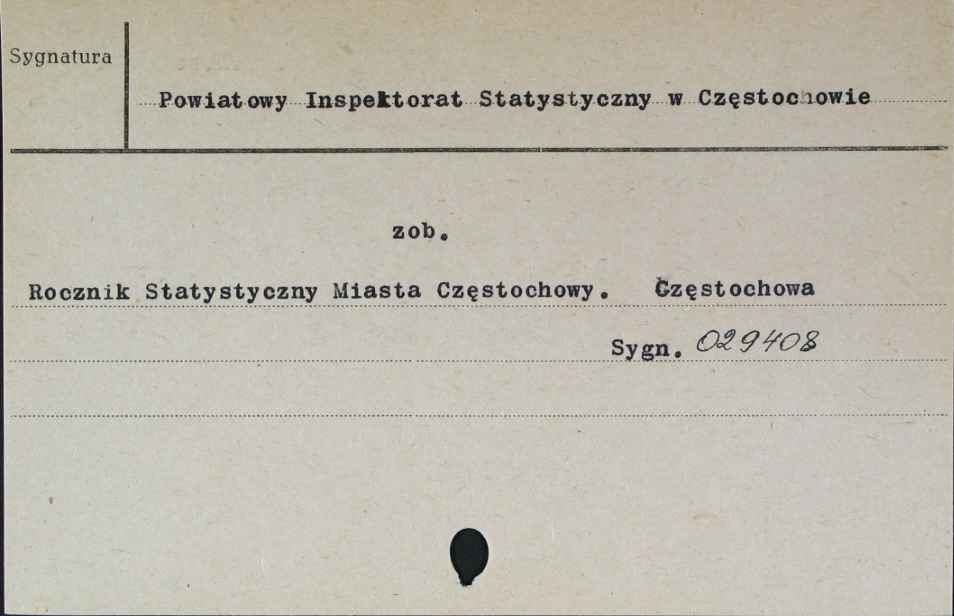 Sygnatura
Powiatowy Inspektorat Statystyczny w Częstochowie
zob.
Rocznik Statystyczny Miasta Częstochowy. Częstochowa
Sygn. 029408